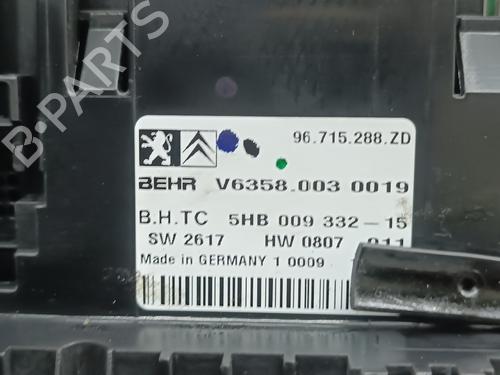 B-PARTS
96.715.288.ZD
BEHR V6358.003 0019
B.H.TC 5HB 009 332-15
SW 2617 HW 0807
Made in GERMANY 1 0009